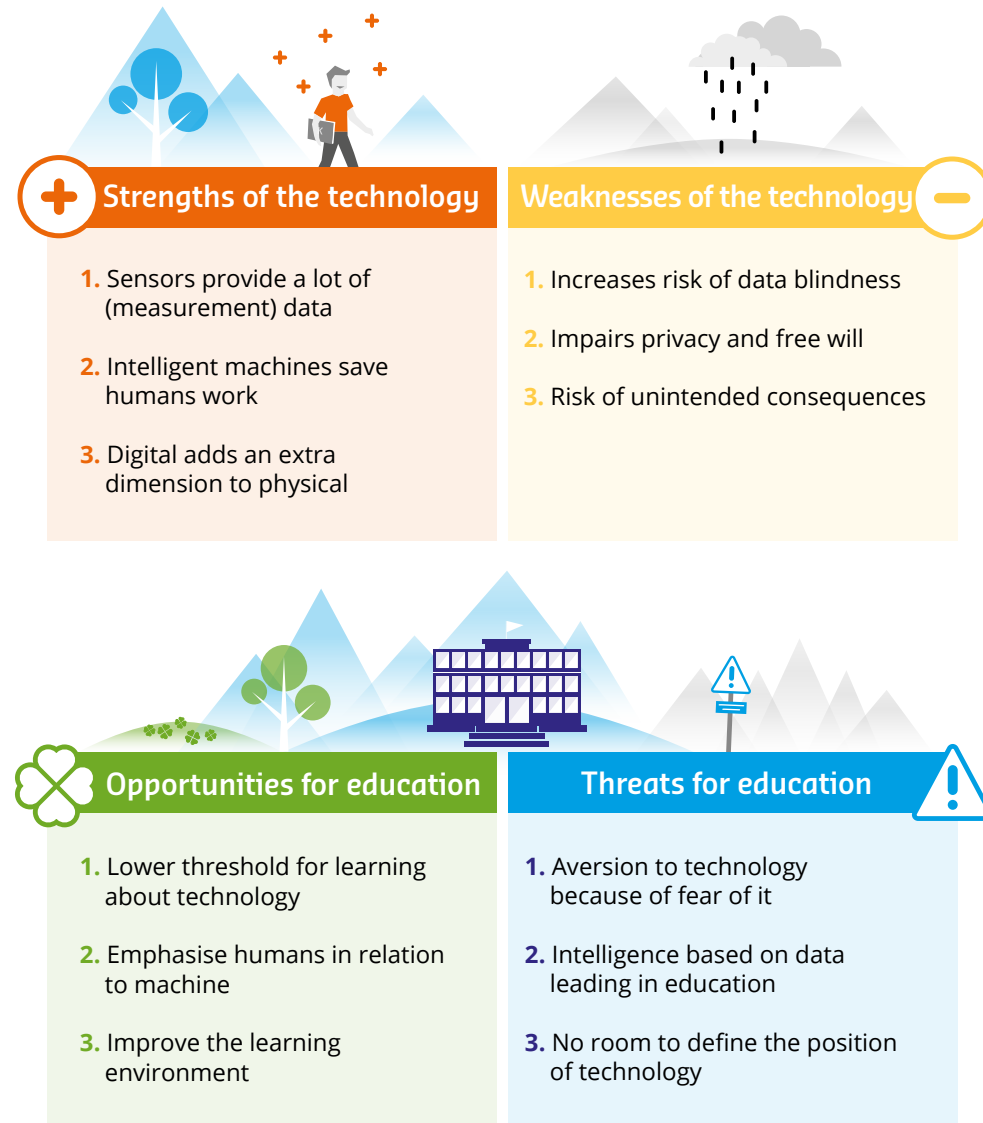 Strengths of the technology
1. Sensors provide a lot of
(measurement) data
2. Intelligent machines save
humans work
3. Digital adds an extra
dimension to physical
Weaknesses of the technology
1. Increases risk of data blindness
2. Impairs privacy and free will
3. Risk of unintended consequences
Opportunities for education
1. Lower threshold for learning
about technology
2. Emphasise humans in relation
to machine
3. Improve the learning
environment
Threats for education
1. Aversion to technology
because of fear of it
2. Intelligence based on data
leading in education
3. No room to define the position
of technology